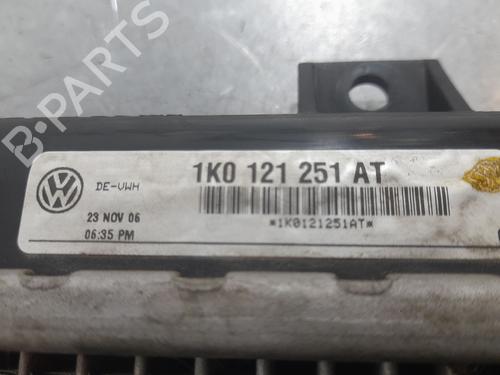 B-PARTS
1K0 121 251 AT
DE-VWH
23 NOV 06
06:35 PM
*1K0121251AT*